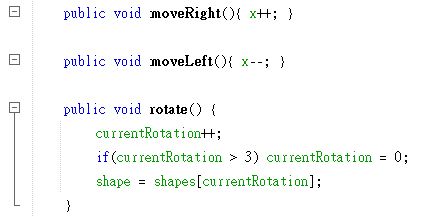 public void moveRight(){ x++; }
public void moveLeft(){ x--; }
public void rotate() {
currentRotation++;
if(currentRotation > 3) currentRotation = 0;
shape = shapes[currentRotation];
}